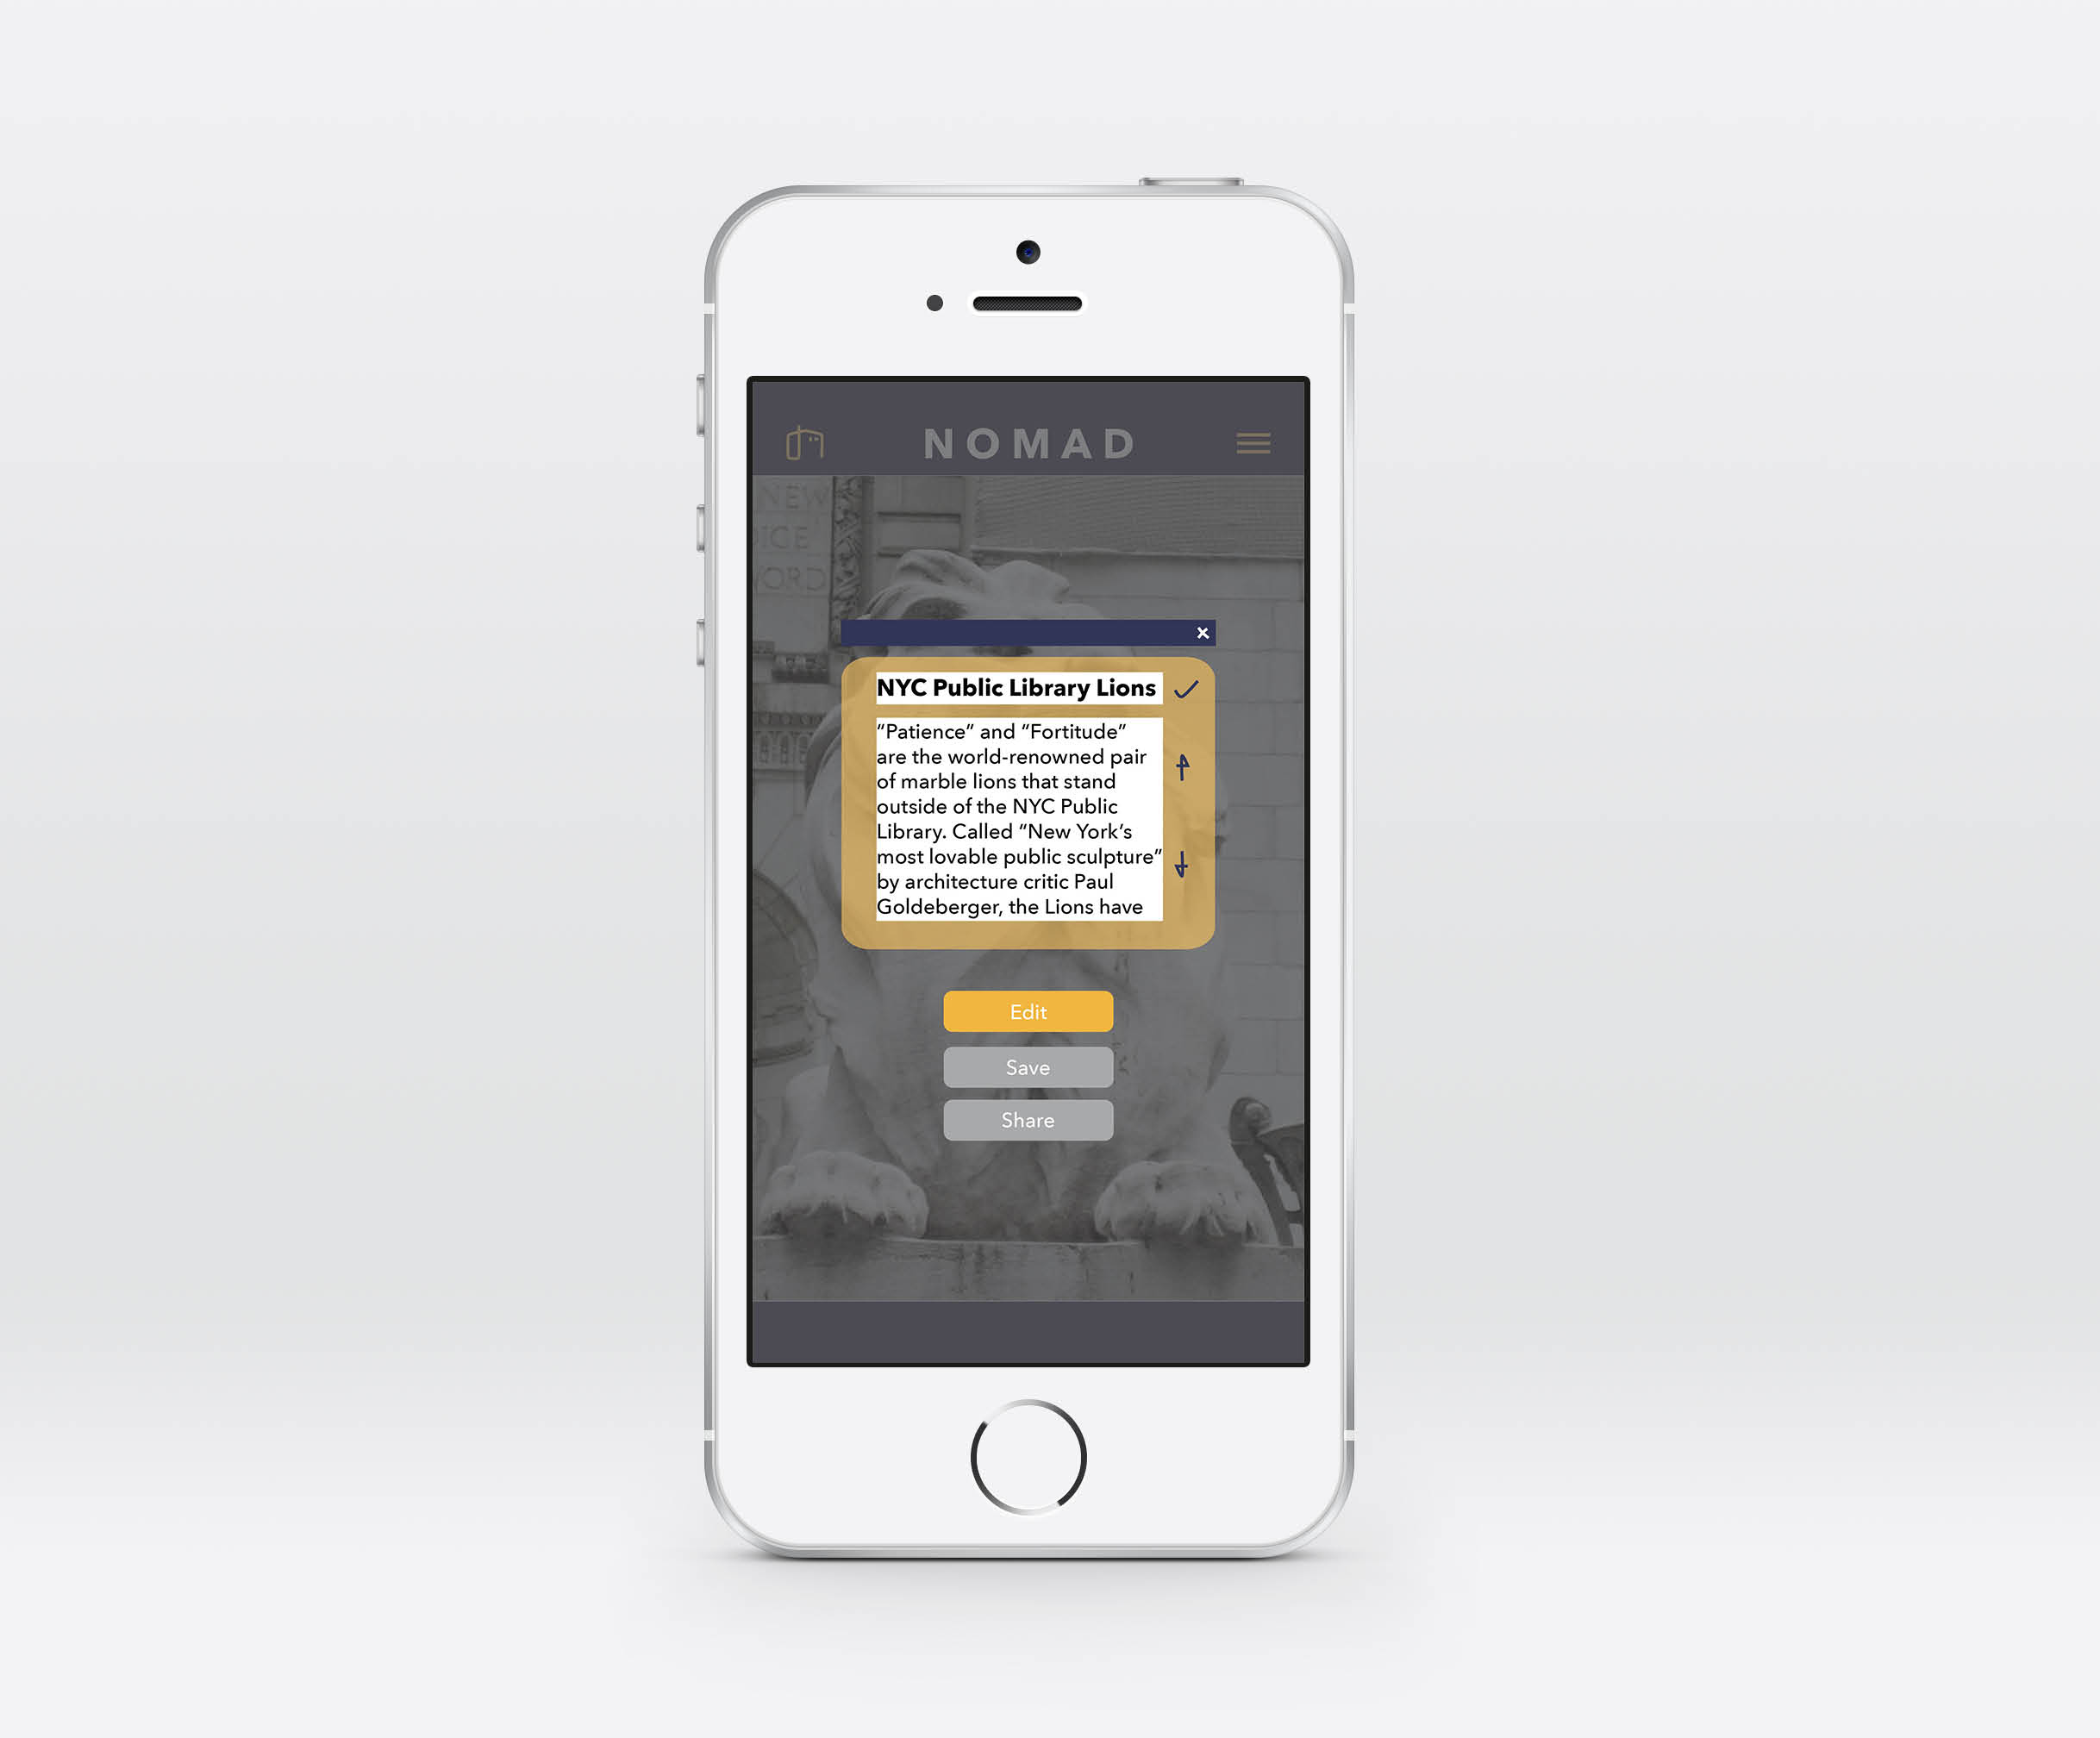 NOMAD
NEW
OICE
WORD
NYC Public Library Lions
“Patience” and “Fortitude”
are the world-renowned pair
of marble lions that stand
outside of the NYC Public
Library. Called “New York’s
most lovable public sculpture”
by architecture critic Paul
Goldeberger, the Lions have
Edit
Save
Share